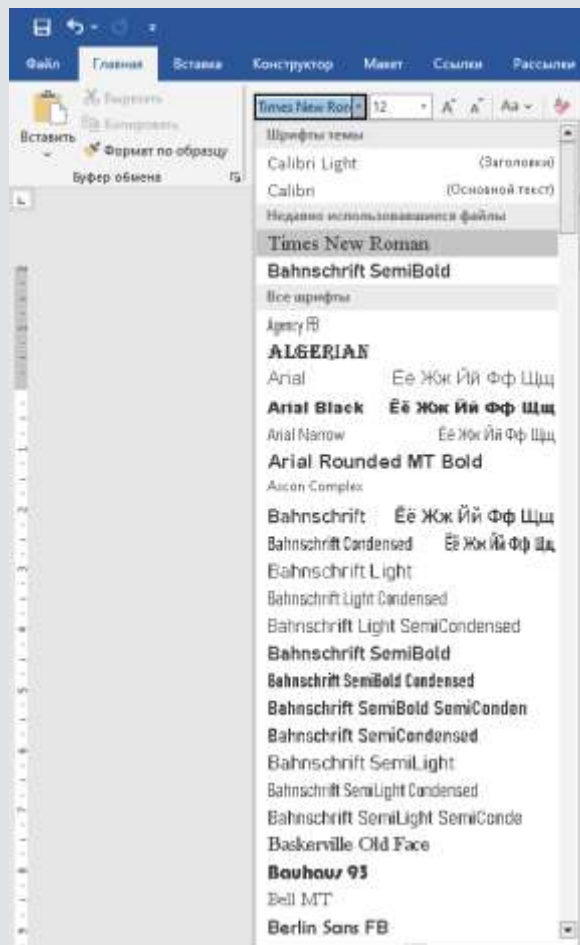 Файл Главная Вставка Конструктор Макет Ссылки Рассылки
Вырезать
Копировать
Вставить
Формат по образцу
Буфер обмена
Times New Ron 12 Aa
Шрифты темы
Calibri Light (Заголовки)
Calibri (Основной текст)
Недавно использовавшиеся файлы
Times New Roman
Bahnschrift SemiBold
Все шрифты
Agency FB
ALGERIAN
Arial Ёё Жж Йй Фф Щщ
Arial Black Ёё Жж Йй Фф Щщ
Arial Narrow Ёё Жж Йй Фф Щщ
Arial Rounded MT Bold
Ascon Complex
Bahnschrift Ёё Жж Йй Фф Щщ
Bahnschrift Condensed Ёё Жж Йй Фф Щщ
Bahnschrift Light
Bahnschrift Light Condensed
Bahnschrift Light SemiCondensed
Bahnschrift SemiBold
Bahnschrift SemiBold Condensed
Bahnschrift SemiBold SemiConden
Bahnschrift SemiCondensed
Bahnschrift SemiLight
Bahnschrift SemiLight Condensed
Bahnschrift SemiLight SemiConde
Baskerville Old Face
Bauhaus 93
Bell MT
Berlin Sans FB